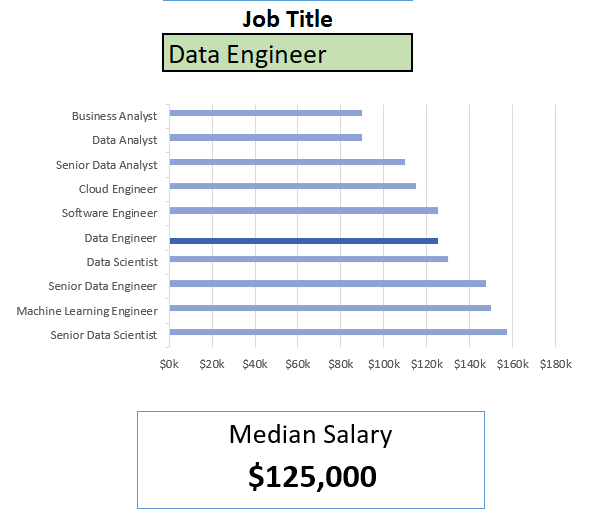 Job Title
Data Engineer
Business Analyst
Data Analyst
Senior Data Analyst
Cloud Engineer
Software Engineer
Data Engineer
Data Scientist
Senior Data Engineer
Machine Learning Engineer
Senior Data Scientist
$0k $20k $40k $60k $80k $100k $120k $140k $160k $180k
Median Salary
$125,000